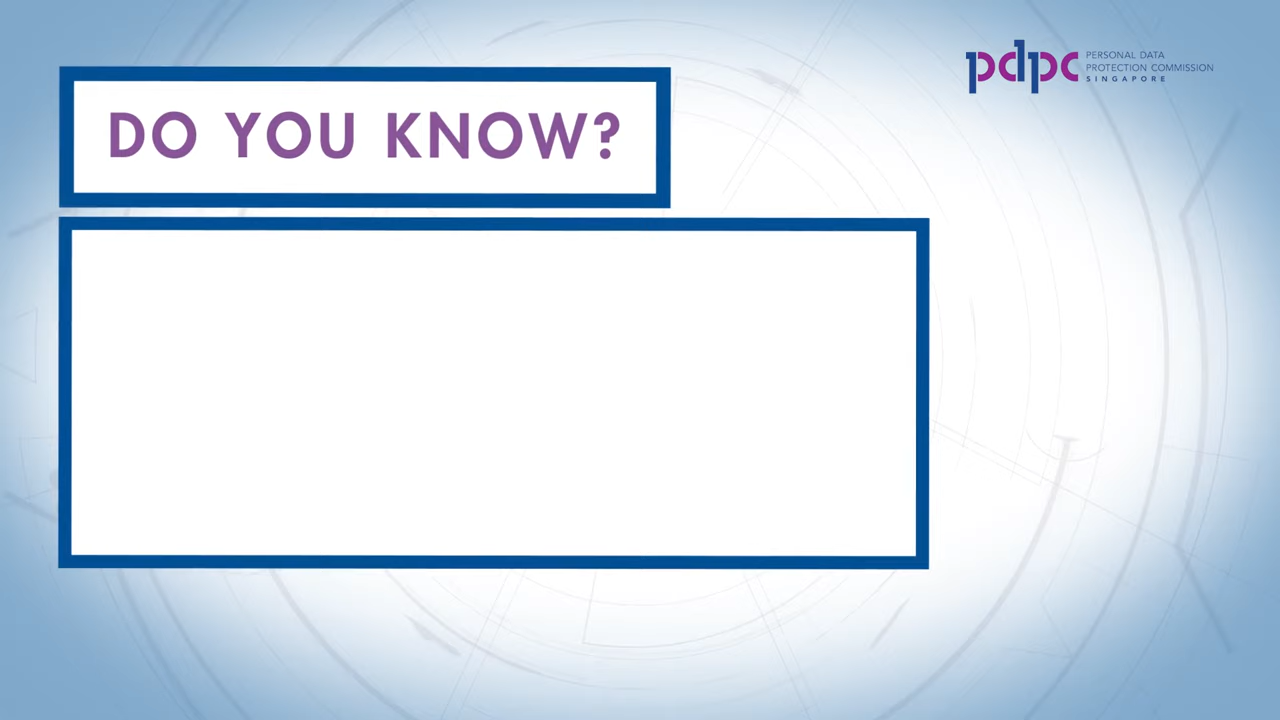 DO YOU KNOW?
pdpc
PERSONAL DATA
PROTECTION COMMISSION
SINGAPORE